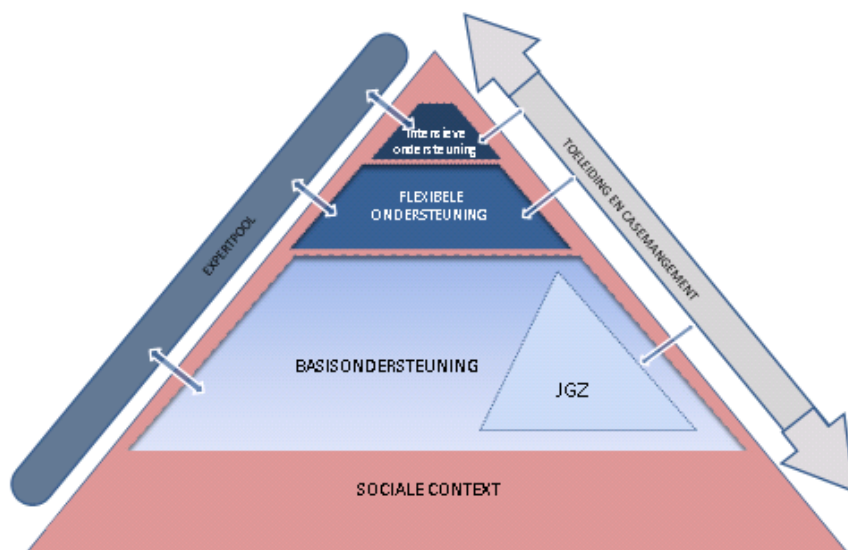 Intensieve
ondersteuning
FLEXIBELE
ONDERSTEUNING
EXPERTPOOL
TOELEIDING EN CASEMANGEMENT
BASISONDERSTEUNING
JGZ
SOCIALE CONTEXT